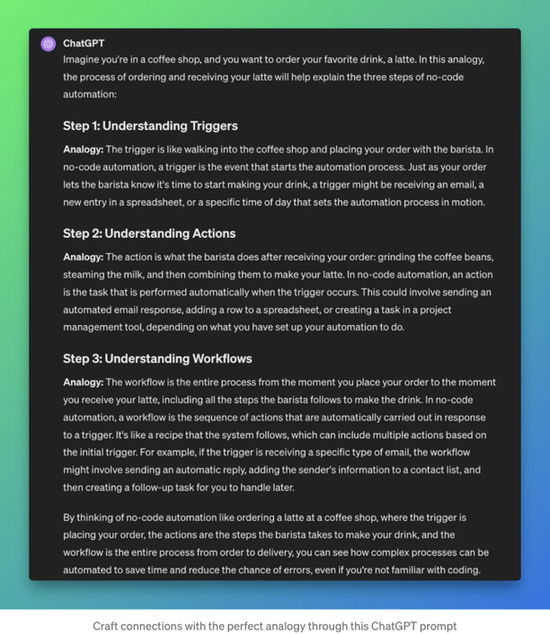 ChatGPT
Imagine you're in a coffee shop, and you want to order your favorite drink, a latte. In this analogy,
the process of ordering and receiving your latte will help explain the three steps of no-code
automation:
Step 1: Understanding Triggers
Analogy: The trigger is like walking into the coffee shop and placing your order with the barista. In
no-code automation, a trigger is the event that starts the automation process. Just as your order
lets the barista know it's time to start making your drink, a trigger might be receiving an email, a
new entry in a spreadsheet, or a specific time of day that sets the automation process in motion.
Step 2: Understanding Actions
Analogy: The action is what the barista does after receiving your order: grinding the coffee beans,
steaming the milk, and then combining them to make your latte. In no-code automation, an action
is the task that is performed automatically when the trigger occurs. This could involve sending an
automated email response, adding a row to a spreadsheet, or creating a task in a project
management tool, depending on what you have set up your automation to do.
Step 3: Understanding Workflows
Analogy: The workflow is the entire process from the moment you place your order to the moment
you receive your latte, including all the steps the barista follows to make the drink. In no-code
automation, a workflow is the sequence of actions that are automatically carried out in response
to a trigger. It's like a recipe that the system follows, which can include multiple actions based on
the initial trigger. For example, if the trigger is receiving a specific type of email, the workflow
might involve sending an automatic reply, adding the sender's information to a contact list, and
then creating a follow-up task for you to handle later.
By thinking of no-code automation like ordering a latte at a coffee shop, where the trigger is
placing your order, the actions are the steps the barista takes to make your drink, and the
workflow is the entire process from order to delivery, you can see how complex processes can be
automated to save time and reduce the chance of errors, even if you're not familiar with coding.
Craft connections with the perfect analogy through this ChatGPT prompt